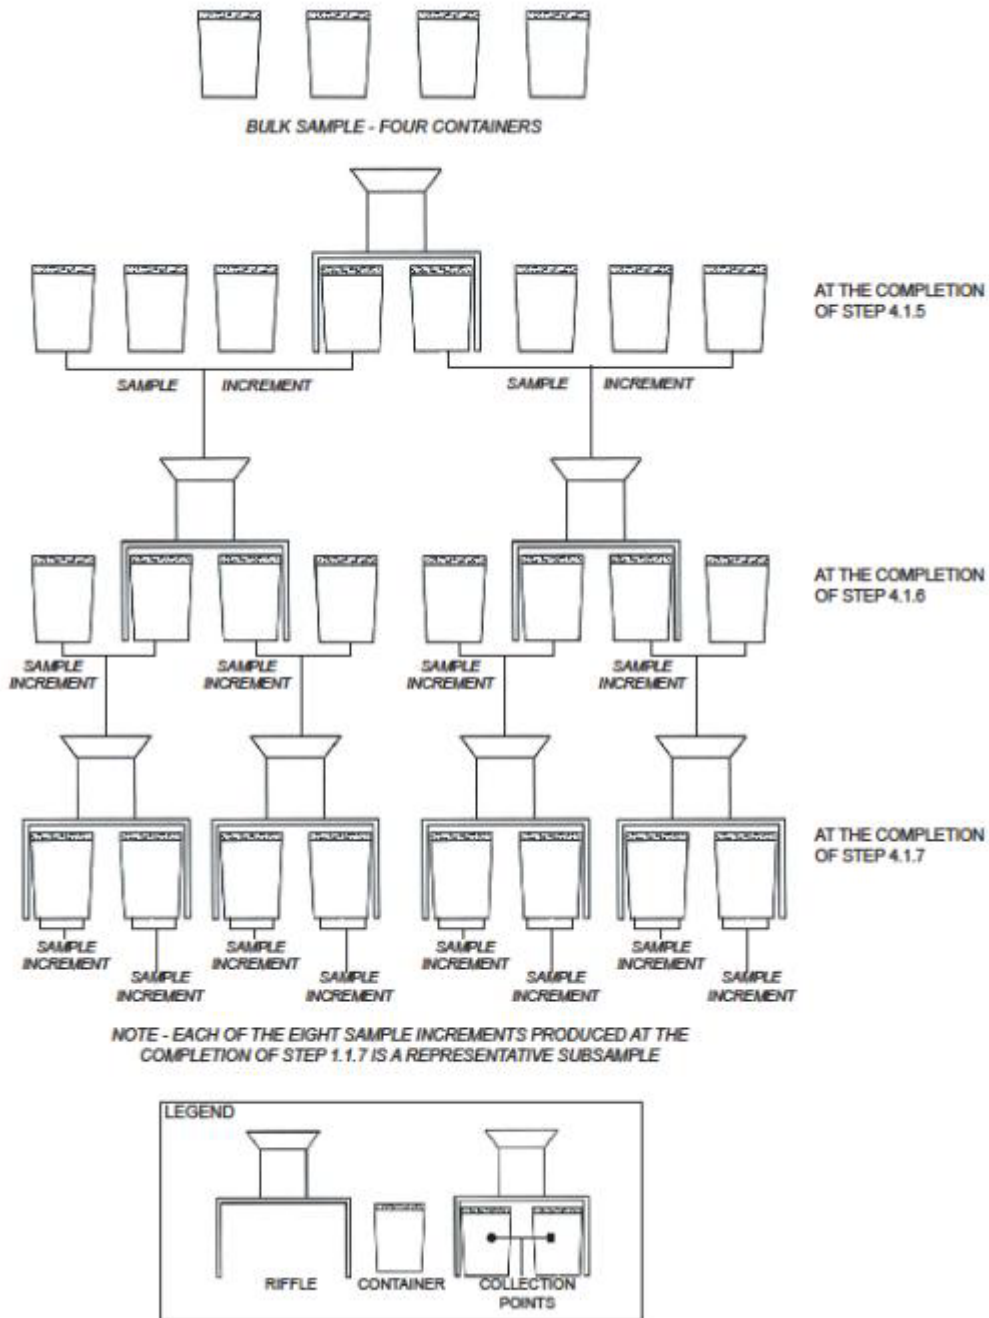 BULK SAMPLE - FOUR CONTAINERS
AT THE COMPLETION
OF STEP 4.1.5
SAMPLE INCREMENT
SAMPLE INCREMENT
AT THE COMPLETION
OF STEP 4.1.6
SAMPLE
INCREMENT
SAMPLE
INCREMENT
SAMPLE
INCREMENT
SAMPLE
INCREMENT
AT THE COMPLETION
OF STEP 4.1.7
SAMPLE
INCREMENT
SAMPLE
INCREMENT
SAMPLE
INCREMENT
SAMPLE
INCREMENT
SAMPLE
INCREMENT
SAMPLE
INCREMENT
SAMPLE
INCREMENT
SAMPLE
INCREMENT
NOTE - EACH OF THE EIGHT SAMPLE INCREMENTS PRODUCED AT THE
COMPLETION OF STEP 1.1.7 IS A REPRESENTATIVE SUBSAMPLE
LEGEND
RIFFLE
CONTAINER
COLLECTION
POINTS